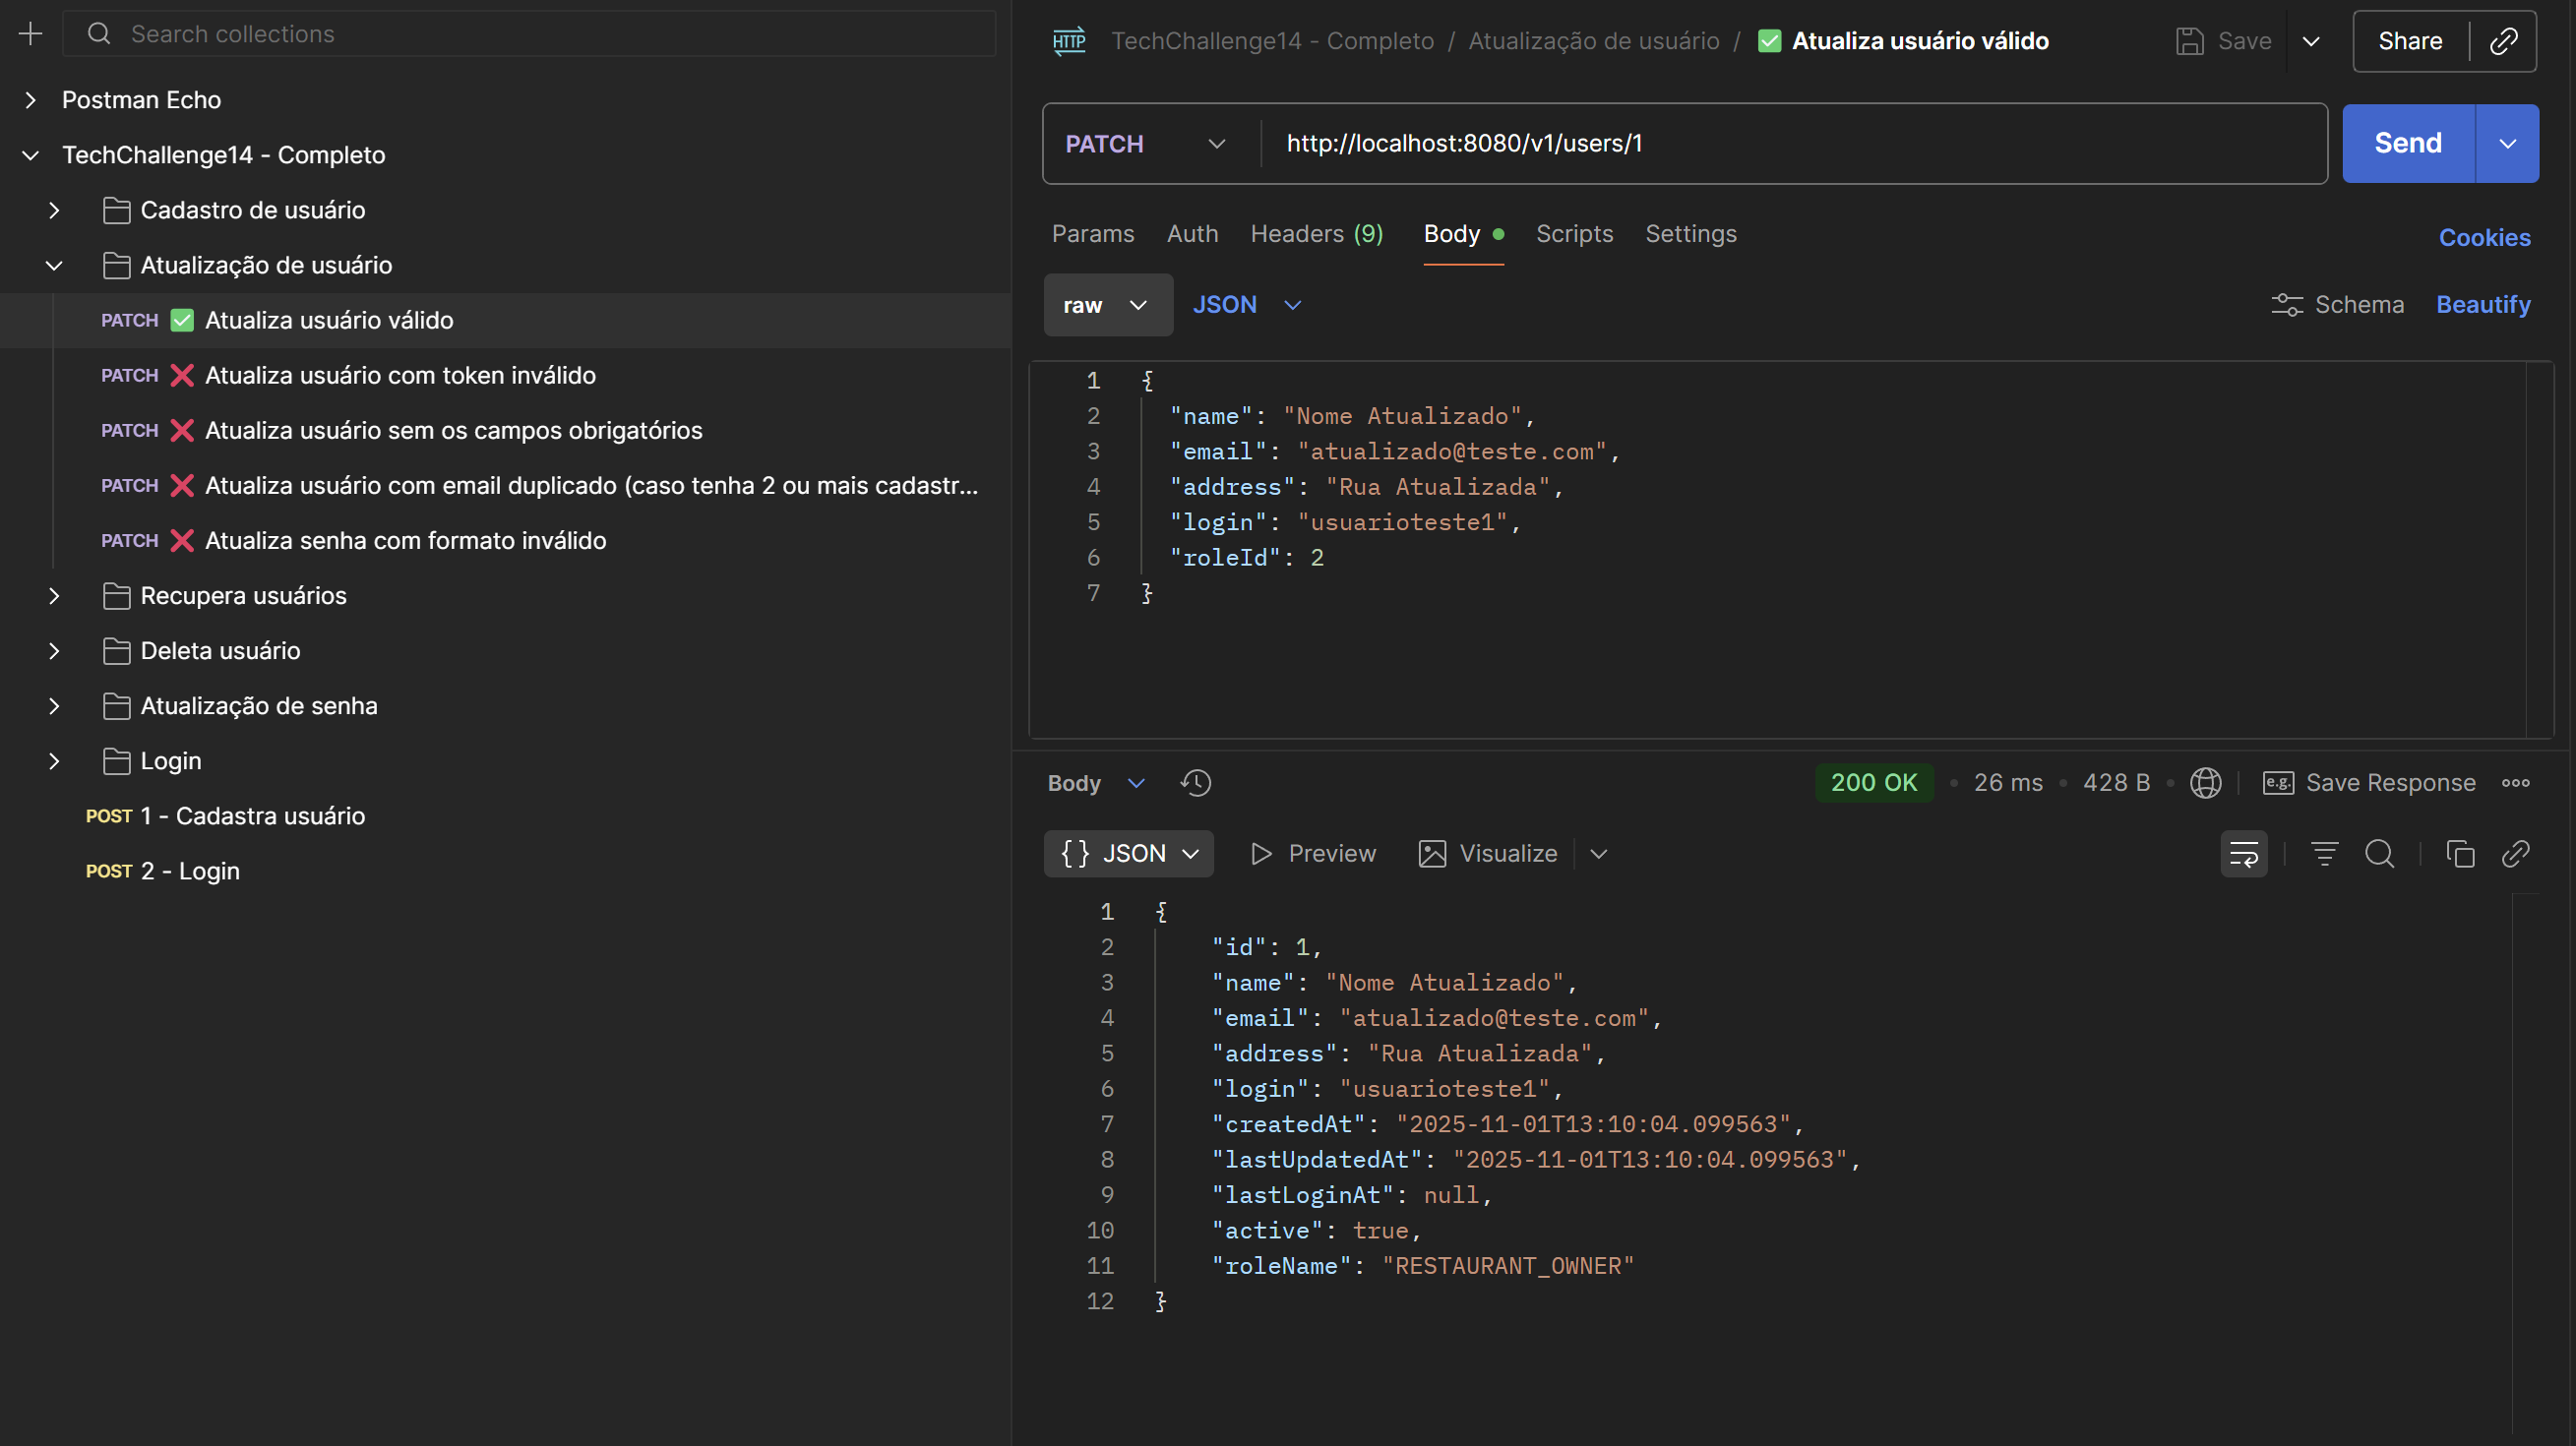 Search collections
Postman Echo
TechChallenge14 - Completo
Cadastro de usuário
Atualização de usuário
PATCH ✅ Atualiza usuário válido
PATCH ❌ Atualiza usuário com token inválido
PATCH ❌ Atualiza usuário sem os campos obrigatórios
PATCH ❌ Atualiza usuário com email duplicado (caso tenha 2 ou mais cadastr...
PATCH ❌ Atualiza senha com formato inválido
Recupera usuários
Deleta usuário
Atualização de senha
Login
POST 1 - Cadastra usuário
POST 2 - Login
HTTP TechChallenge14 - Completo / Atualização de usuário / ✅ Atualiza usuário válido Save Share
PATCH http://localhost:8080/v1/users/1 Send
Params Auth Headers (9) Body Scripts Settings Cookies
raw JSON Schema Beautify
1 {
2 "name": "Nome Atualizado",
3 "email": "atualizado@teste.com",
4 "address": "Rua Atualizada",
5 "login": "usuarioteste1",
6 "roleId": 2
7 }
Body 200 OK • 26 ms • 428 B • e.g. Save Response
{} JSON Preview Visualize
1 {
2 "id": 1,
3 "name": "Nome Atualizado",
4 "email": "atualizado@teste.com",
5 "address": "Rua Atualizada",
6 "login": "usuarioteste1",
7 "createdAt": "2025-11-01T13:10:04.099563",
8 "lastUpdatedAt": "2025-11-01T13:10:04.099563",
9 "lastLoginAt": null,
10 "active": true,
11 "roleName": "RESTAURANT_OWNER"
12 }